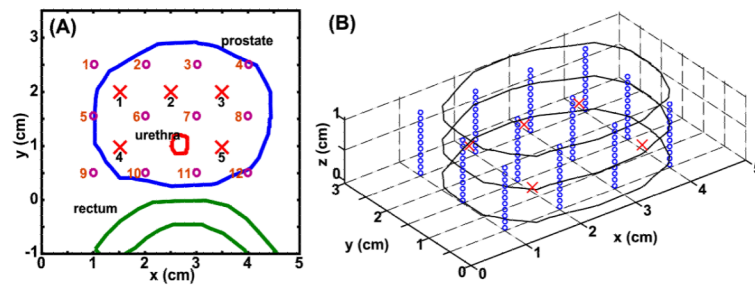 (A)
prostate
3
1 2 3 4
2
1 2 3
5 6 7 8
urethra
1
4 5
9 10 11 12
0
rectum
-1
0 1 2 3 4 5
y (cm)
x (cm)
(B)
1
0
z (cm)
3
2
1
0
y (cm)
0
1
2
3
4
5
x (cm)